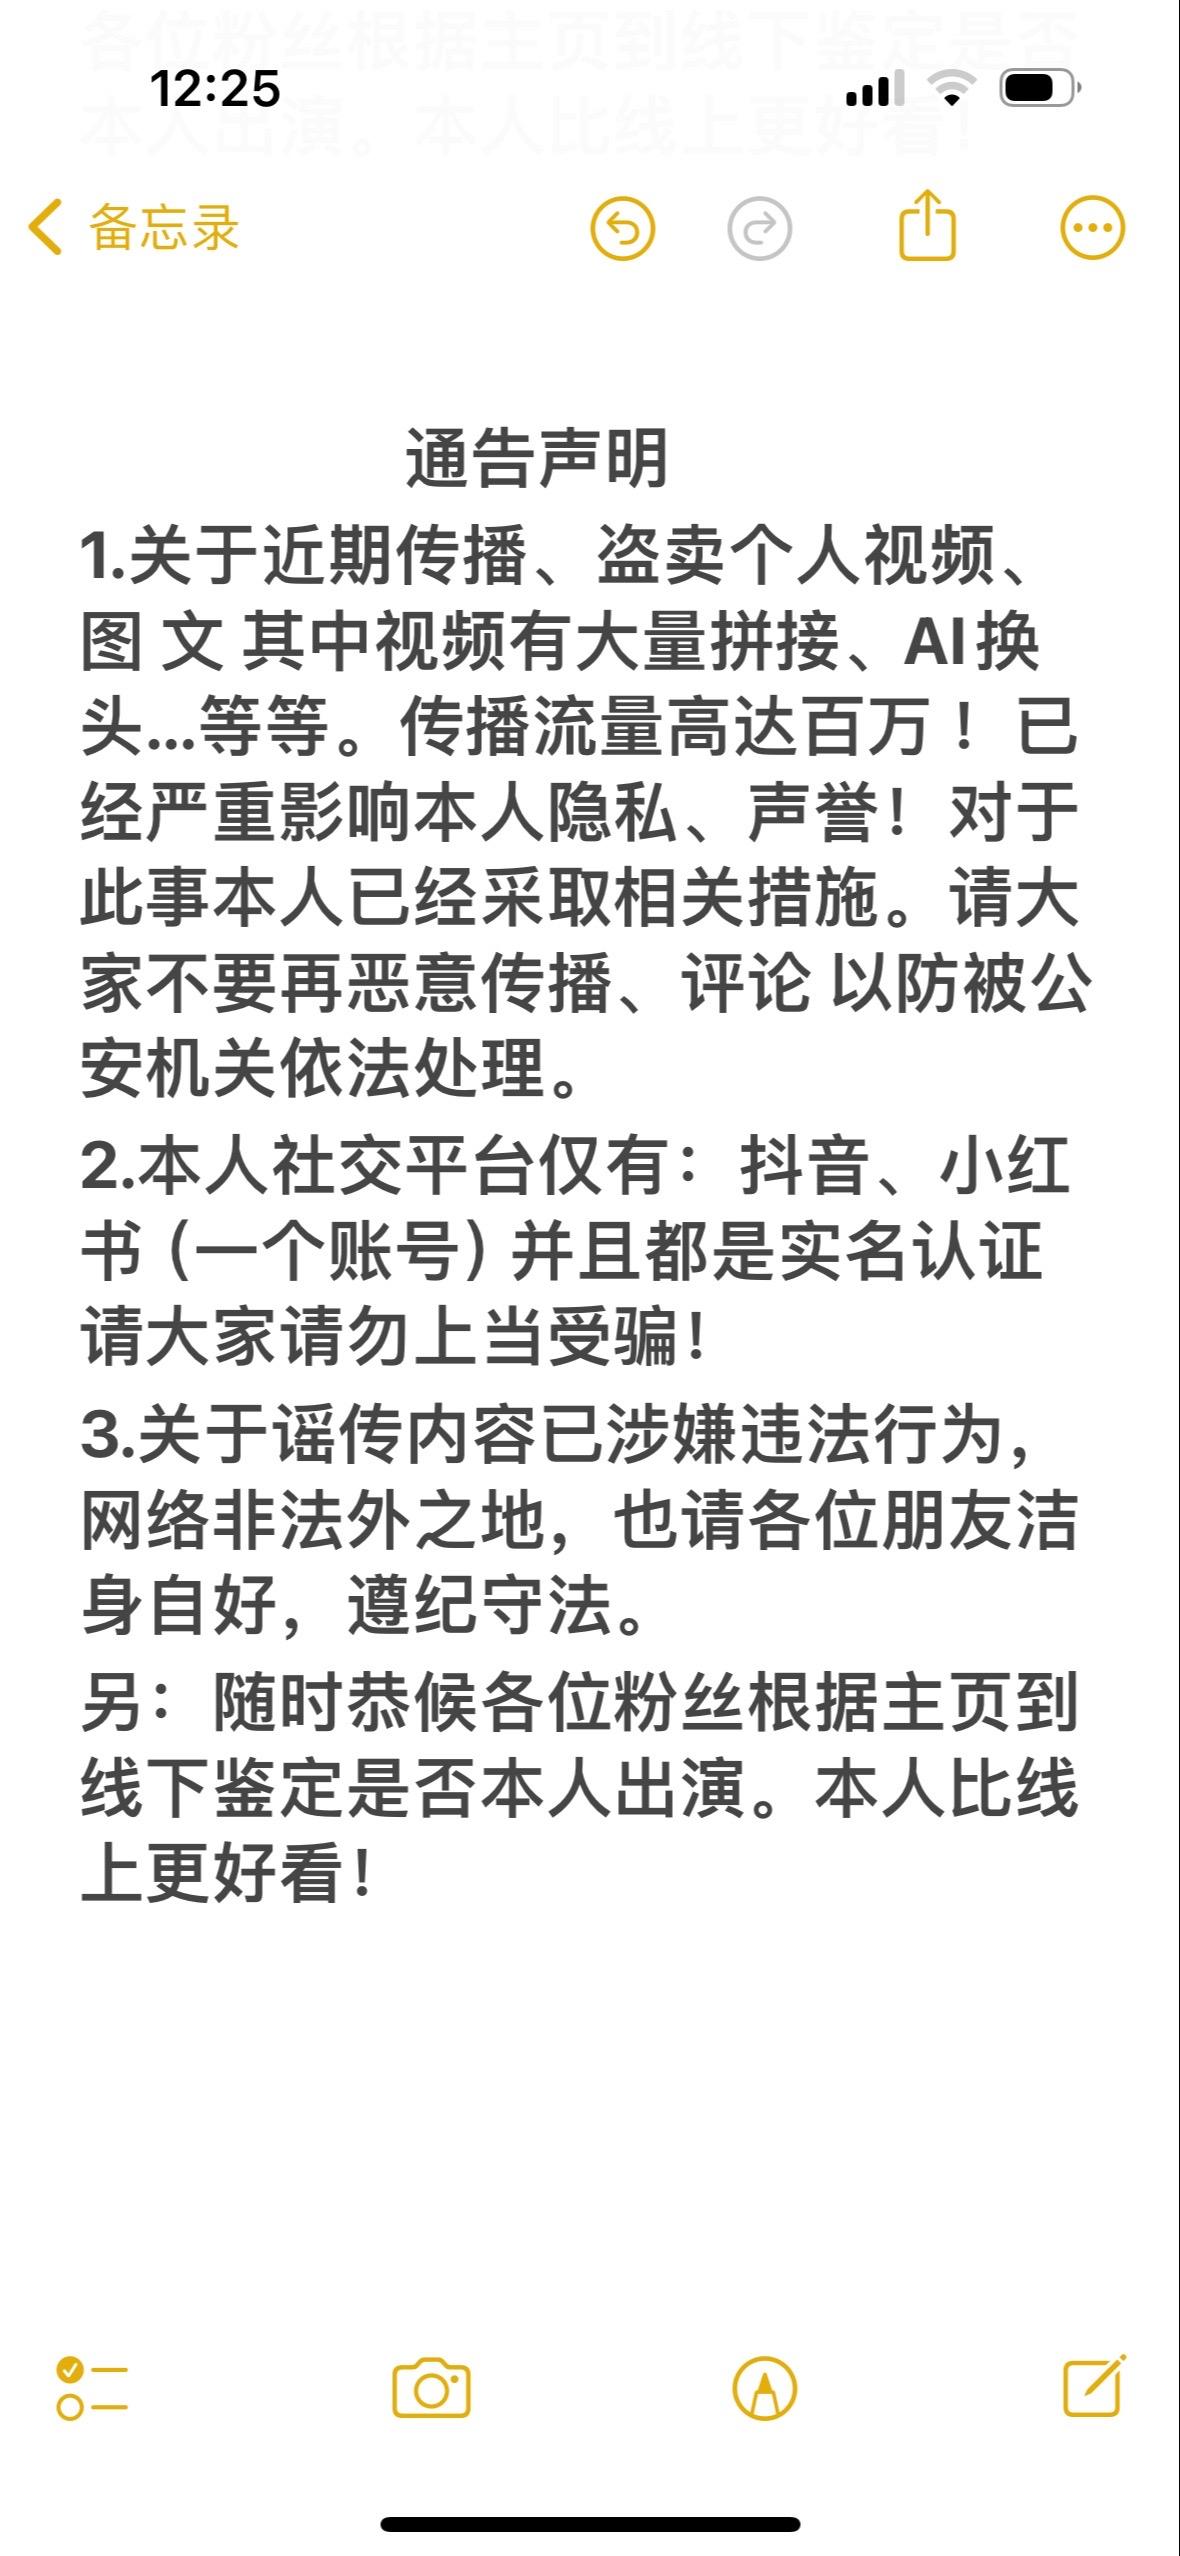 各位粉丝根据主页到线下鉴定是否
本人出演。本人比线上更好看！
12:25
备忘录
通告声明
1.关于近期传播、盗卖个人视频、
图 文 其中视频有大量拼接、AI换
头...等等。传播流量高达百万 ！已
经严重影响本人隐私、声誉！对于
此事本人已经采取相关措施。请大
家不要再恶意传播、评论 以防被公
安机关依法处理。
2.本人社交平台仅有：抖音、小红
书（一个账号）并且都是实名认证
请大家请勿上当受骗！
3.关于谣传内容已涉嫌违法行为，
网络非法外之地，也请各位朋友洁
身自好，遵纪守法。
另：随时恭候各位粉丝根据主页到
线下鉴定是否本人出演。本人比线
上更好看！